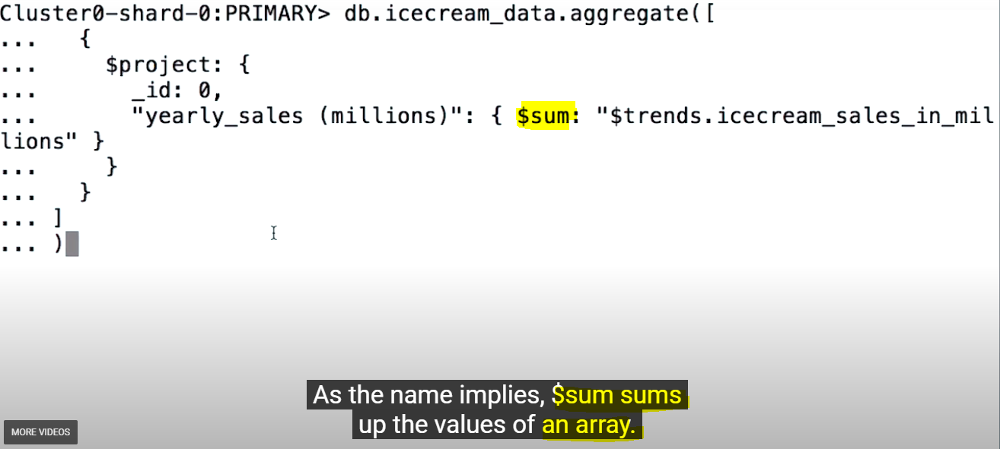 Cluster0-shard-0:PRIMARY> db.icecream_data.aggregate([
...   {
...     $project: {
...       _id: 0,
...       "yearly_sales (millions)": { $sum: "$trends.icecream_sales_in_mil
lions" }
...     }
...   }
... ]
... )
As the name implies, $sum sums
up the values of an array.
MORE VIDEOS